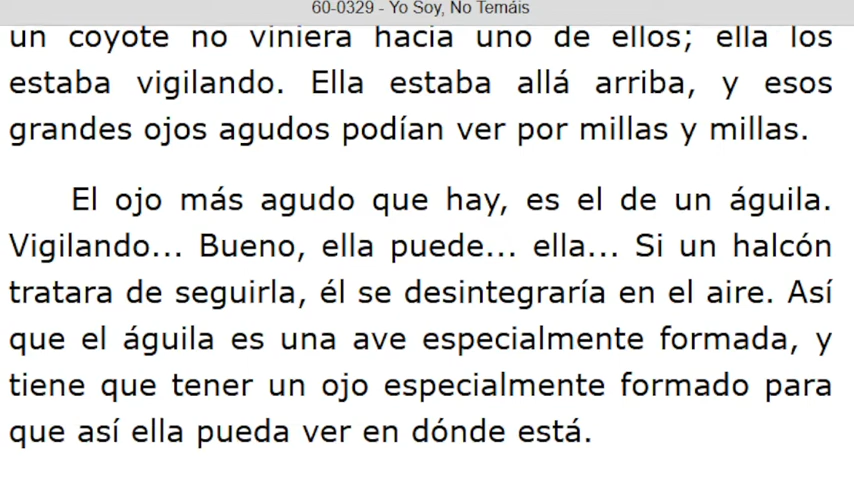 60-0329 - Yo Soy, No Temáis
un coyote no viniera hacia uno de ellos; ella los
estaba vigilando. Ella estaba allá arriba, y esos
grandes ojos agudos podían ver por millas y millas.
El ojo más agudo que hay, es el de un águila.
Vigilando... Bueno, ella puede... ella... Si un halcón
tratara de seguirla, él se desintegraría en el aire. Así
que el águila es una ave especialmente formada, y
tiene que tener un ojo especialmente formado para
que así ella pueda ver en dónde está.